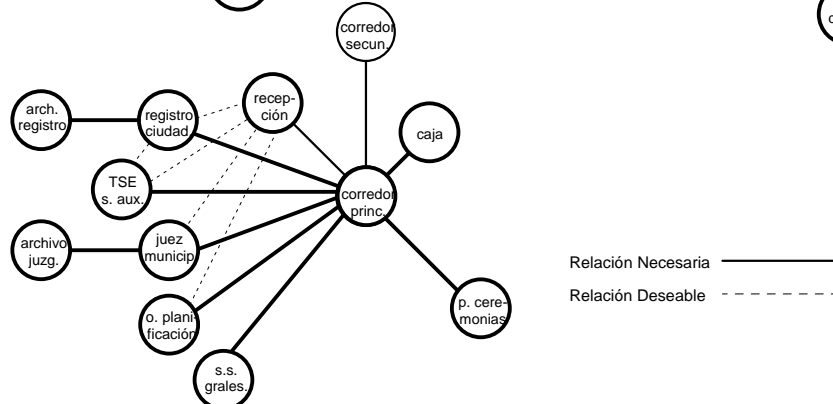 corredor
secun.
arch.
registro
registro
ciudad.
recep-
ción
caja
TSE
s. aux.
corredor
princ.
archivo
juzg.
juez
municip
o. plani-
ficación
s.s.
grales.
p. cere-
monias
Relación Necesaria
Relación Deseable